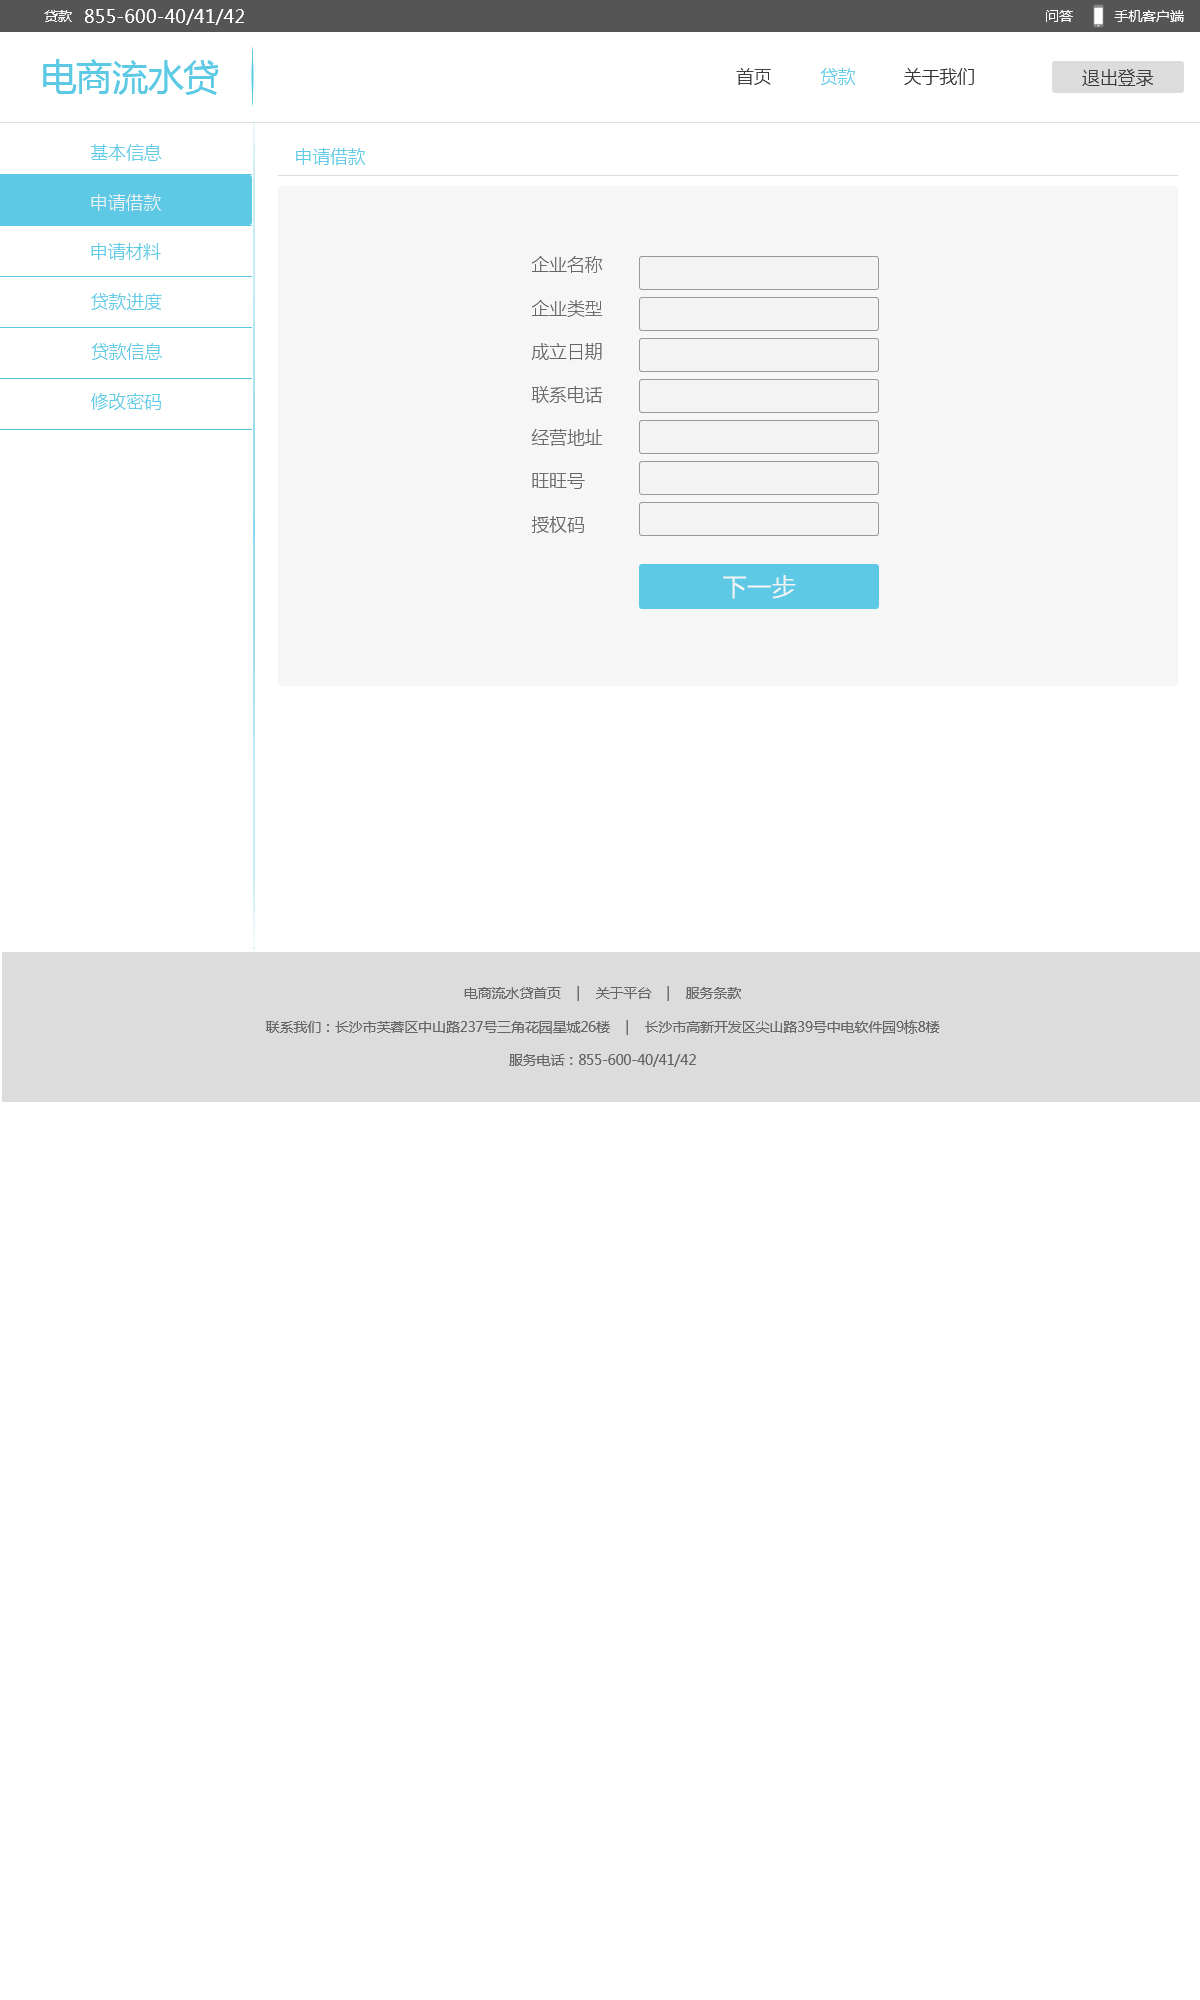 贷款 855-600-40/41/42 问答 手机客户端
电商流水贷 首页 贷款 关于我们 退出登录
基本信息
申请借款
申请材料
贷款进度
贷款信息
修改密码
申请借款
企业名称
企业类型
成立日期
联系电话
经营地址
旺旺号
授权码
下一步
电商流水贷首页 | 关于平台 | 服务条款
联系我们：长沙市芙蓉区中山路237号三角花园星城26楼 | 长沙市高新开发区尖山路39号中电软件园9栋8楼
服务电话：855-600-40/41/42